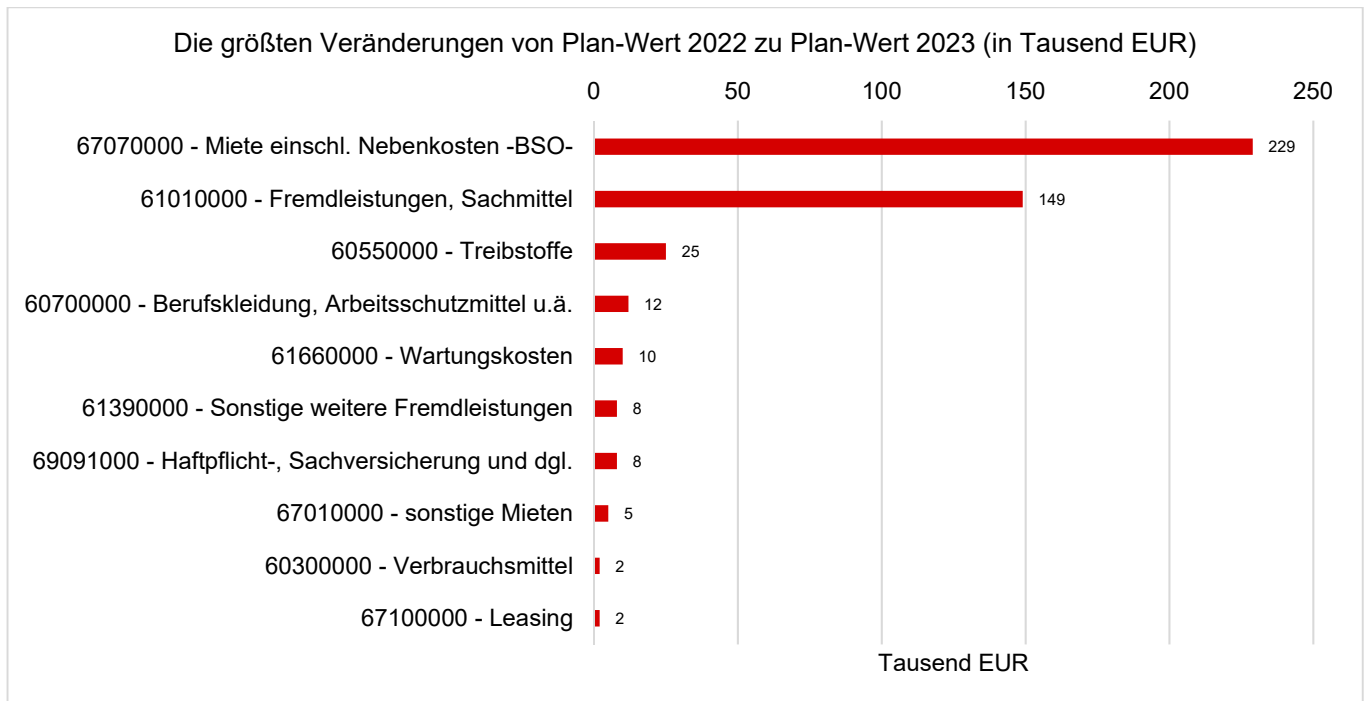 Die größten Veränderungen von Plan-Wert 2022 zu Plan-Wert 2023 (in Tausend EUR)
0 50 100 150 200 250
67070000 - Miete einschl. Nebenkosten -BSO- 229
61010000 - Fremdleistungen, Sachmittel 149
60550000 - Treibstoffe 25
60700000 - Berufskleidung, Arbeitsschutzmittel u.ä. 12
61660000 - Wartungskosten 10
61390000 - Sonstige weitere Fremdleistungen 8
69091000 - Haftpflicht-, Sachversicherung und dgl. 8
67010000 - sonstige Mieten 5
60300000 - Verbrauchsmittel 2
67100000 - Leasing 2
Tausend EUR